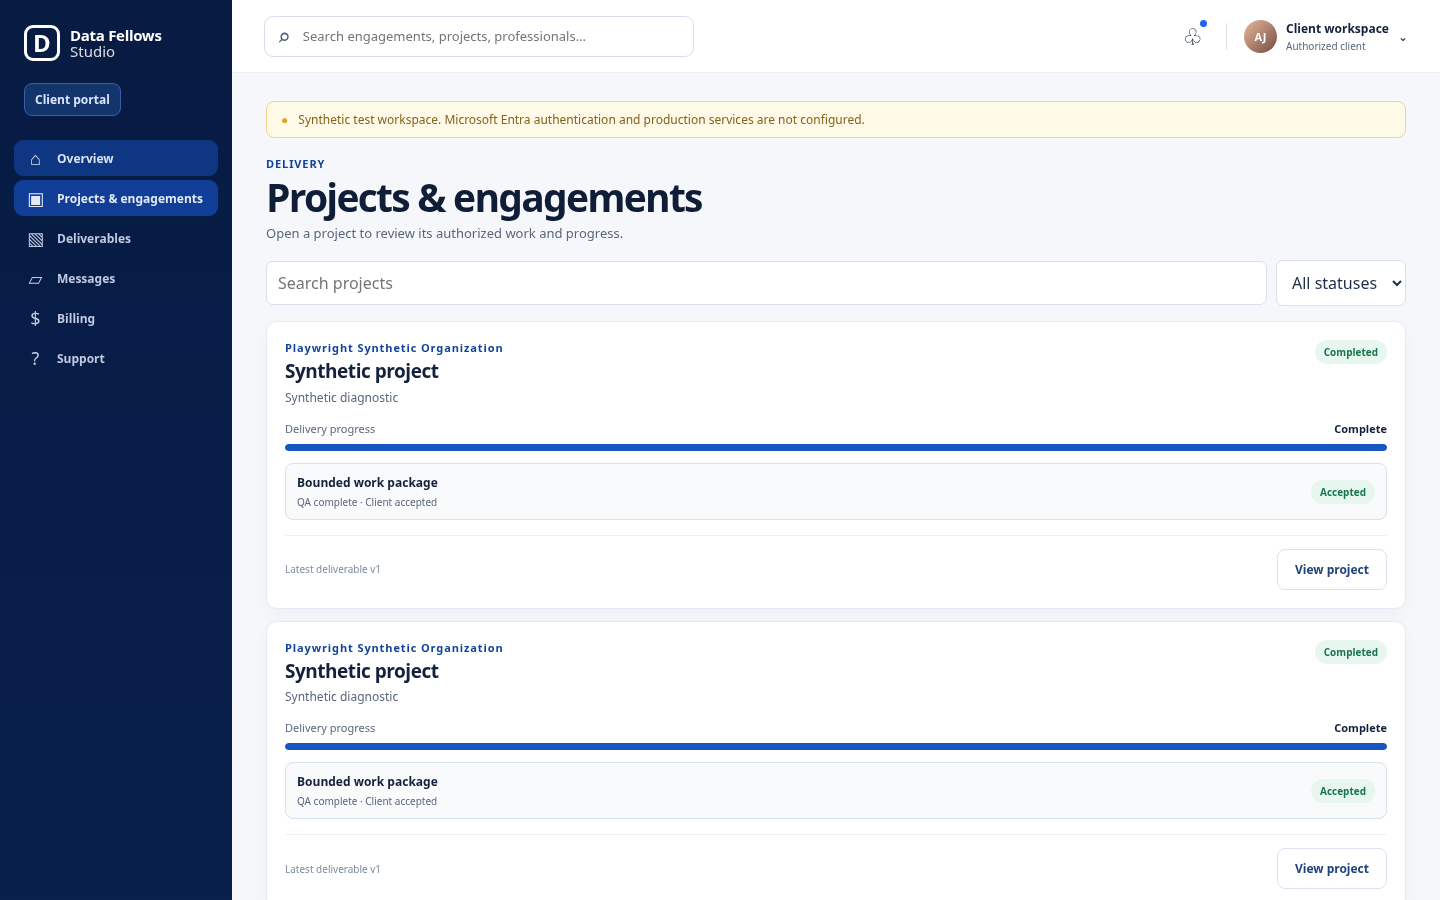 D
Data Fellows
Studio
Client portal
Overview
Projects & engagements
Deliverables
Messages
$ Billing
? Support
Search engagements, projects, professionals...
AJ
Client workspace
Authorized client
Synthetic test workspace. Microsoft Entra authentication and production services are not configured.
DELIVERY
Projects & engagements
Open a project to review its authorized work and progress.
Search projects
All statuses
Playwright Synthetic Organization
Completed
Synthetic project
Synthetic diagnostic
Delivery progress
Complete
Bounded work package
QA complete · Client accepted
Accepted
Latest deliverable v1
View project
Playwright Synthetic Organization
Completed
Synthetic project
Synthetic diagnostic
Delivery progress
Complete
Bounded work package
QA complete · Client accepted
Accepted
Latest deliverable v1
View project